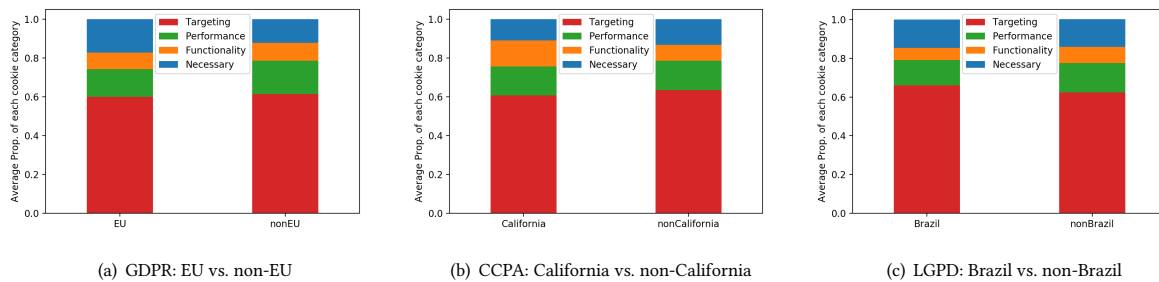 Average Prop. of each cookie category
1.0
0.8
0.6
0.4
0.2
0.0
Targeting
Performance
Functionality
Necessary
EU
nonEU
(a) GDPR: EU vs. non-EU
Average Prop. of each cookie category
1.0
0.8
0.6
0.4
0.2
0.0
Targeting
Performance
Functionality
Necessary
California
nonCalifornia
(b) CCPA: California vs. non-California
Average Prop. of each cookie category
1.0
0.8
0.6
0.4
0.2
0.0
Targeting
Performance
Functionality
Necessary
Brazil
nonBrazil
(c) LGPD: Brazil vs. non-Brazil